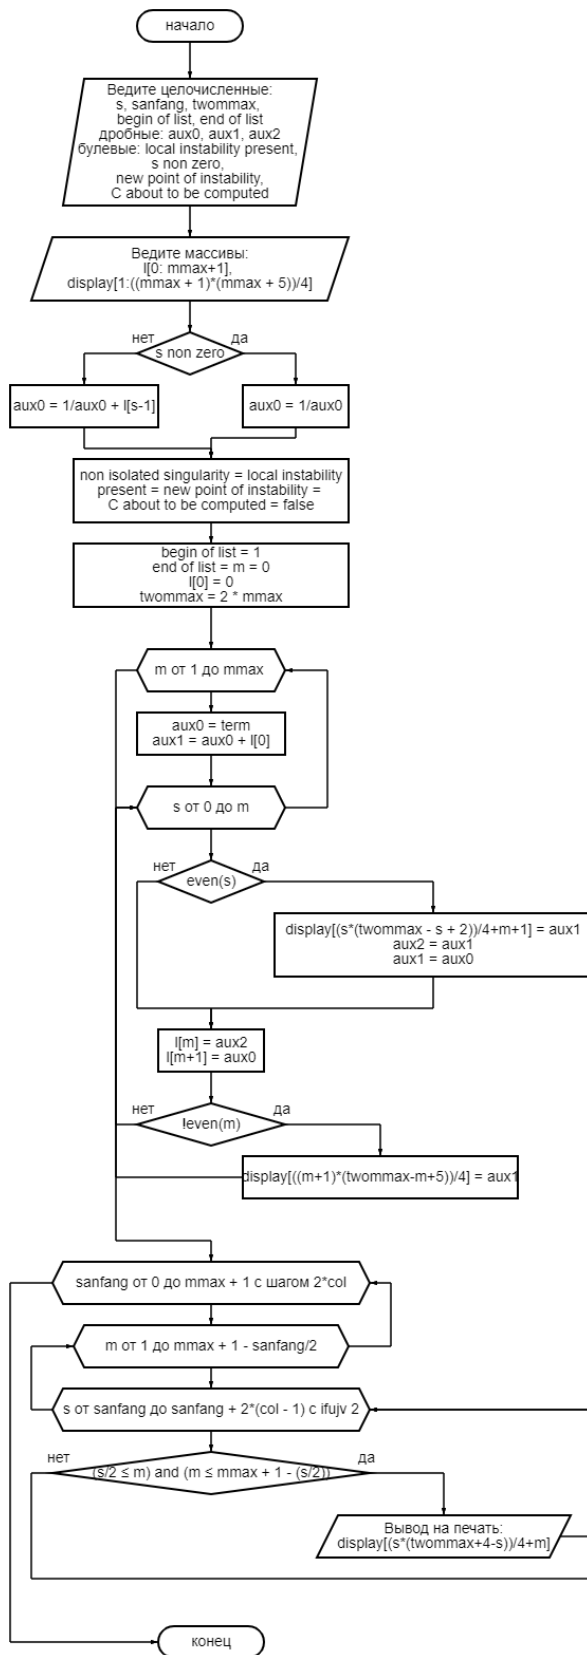 начало
Ведите целочисленные:
s, sanfang, twommax,
begin of list, end of list
дробные: aux0, aux1, aux2
булевые: local instability present,
s non zero,
new point of instability,
C about to be computed
Ведите массивы:
l[0: mmax+1],
display[1:((mmax + 1)*(mmax + 5))/4]
нет
да
s non zero
aux0 = 1/aux0 + l[s-1]
aux0 = 1/aux0
non isolated singularity = local instability
present = new point of instability =
C about to be computed = false
begin of list = 1
end of list = m = 0
l[0] = 0
twommax = 2 * mmax
m от 1 до mmax
aux0 = term
aux1 = aux0 + l[0]
s от 0 до m
нет
да
even(s)
display[(s*(twommax - s + 2))/4+m+1] = aux1
aux2 = aux1
aux1 = aux0
l[m] = aux2
l[m+1] = aux0
нет
да
!even(m)
display[((m+1)*(twommax-m+5))/4] = aux1
sanfang от 0 до mmax + 1 с шагом 2*col
m от 1 до mmax + 1 - sanfang/2
s от sanfang до sanfang + 2*(col - 1) с ifujv 2
нет
да
(s/2 ≤ m) and (m ≤ mmax + 1 - (s/2))
Вывод на печать:
display[(s*(twommax+4-s))/4+m]
конец